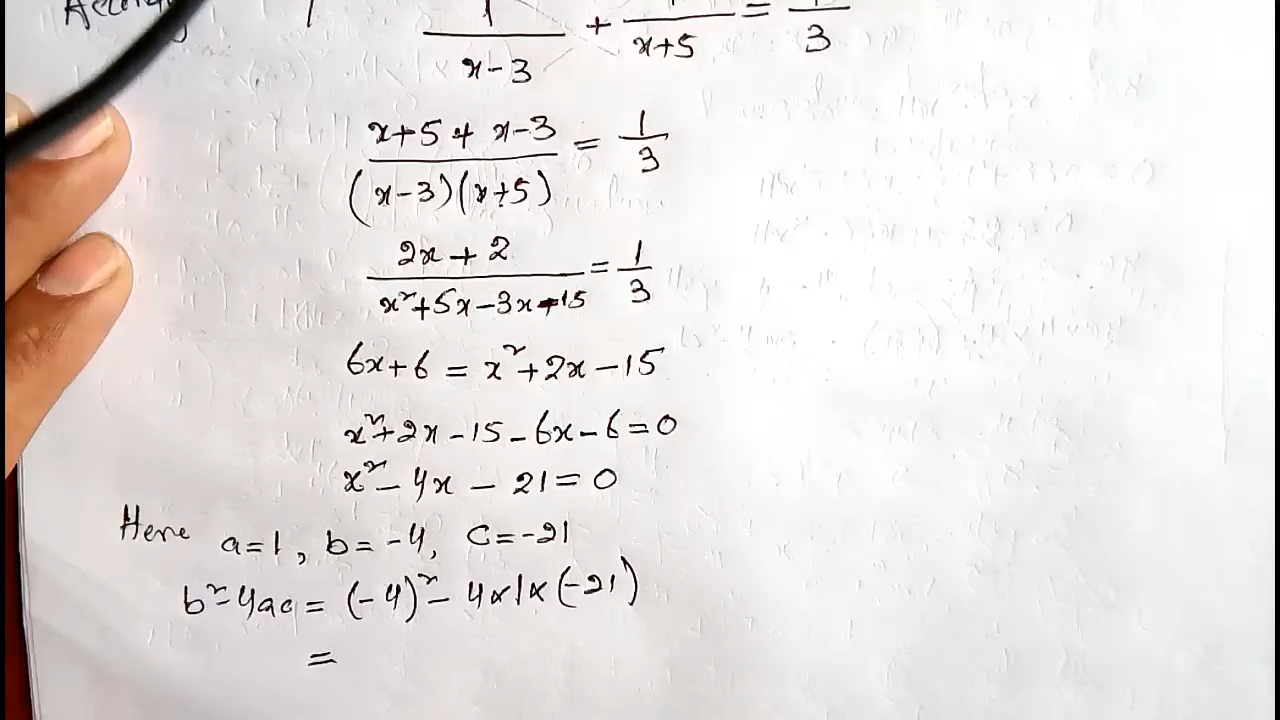 1/(x-3) + 1/(x+5) = 1/3
(x+5+x-3)/((x-3)(x+5)) = 1/3
(2x+2)/(x²+5x-3x-15) = 1/3
6x+6 = x²+2x-15
x²+2x-15-6x-6=0
x²-4x-21=0
Here a=1, b=-4, c=-21
b²-4ac = (-4)²-4×1×(-21)
=